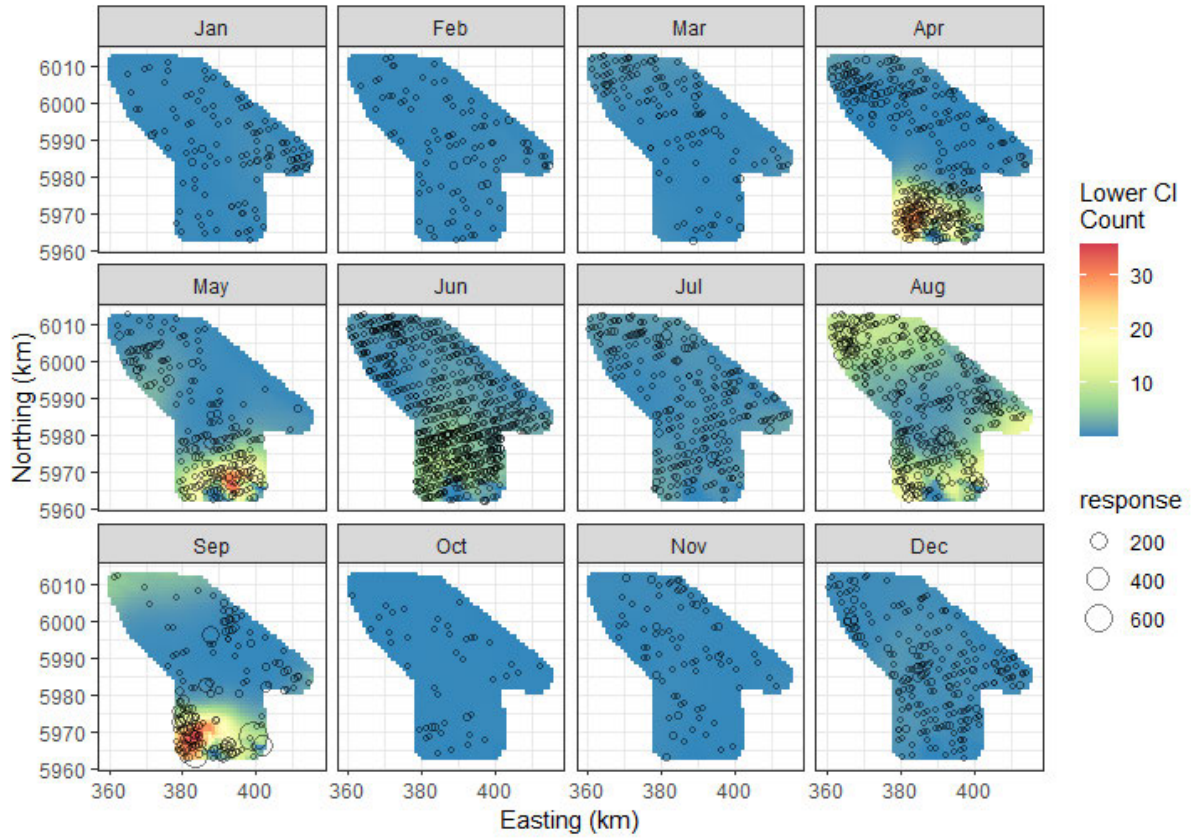 Jan Feb Mar Apr
6010
6000
5990
5980
5970
5960
May Jun Jul Aug
6010
6000
5990
5980
5970
5960
Sep Oct Nov Dec
6010
6000
5990
5980
5970
5960
360 380 400 360 380 400 360 380 400 360 380 400
Easting (km)
Northing (km)
Lower CI
Count
30
20
10
response
200
400
600